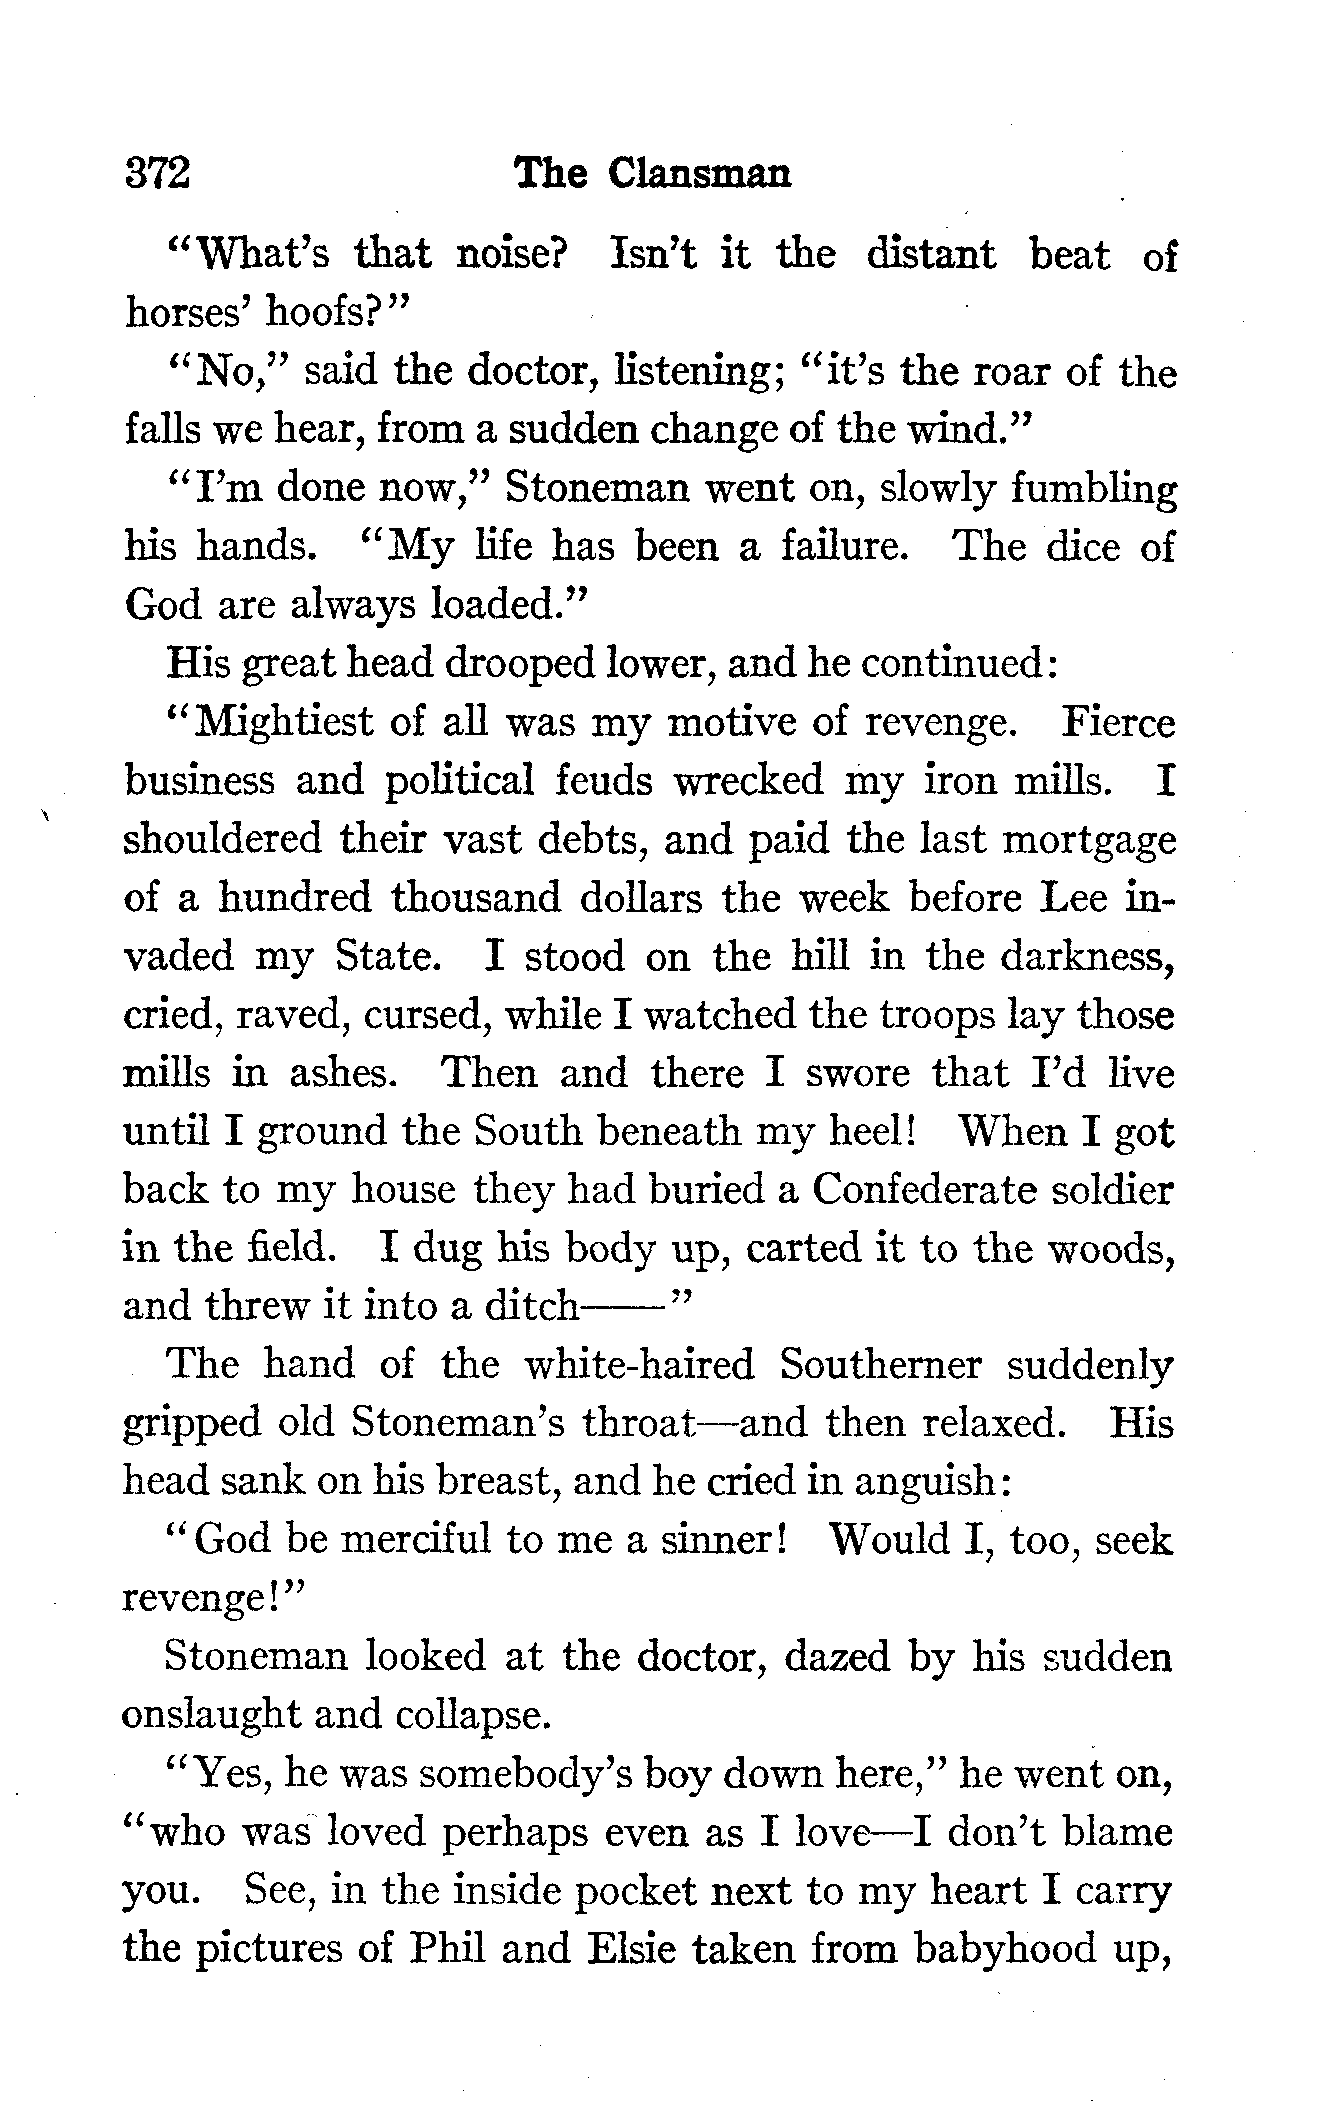 372 The Clansman
“What’s that noise? Isn’t it the distant beat of
horses’ hoofs?”
“No,” said the doctor, listening; “it’s the roar of the
falls we hear, from a sudden change of the wind.”
“I’m done now,” Stoneman went on, slowly fumbling
his hands. “My life has been a failure. The dice of
God are always loaded.”
His great head drooped lower, and he continued:
“Mightiest of all was my motive of revenge. Fierce
business and political feuds wrecked my iron mills. I
shouldered their vast debts, and paid the last mortgage
of a hundred thousand dollars the week before Lee in-
vaded my State. I stood on the hill in the darkness,
cried, raved, cursed, while I watched the troops lay those
mills in ashes. Then and there I swore that I’d live
until I ground the South beneath my heel! When I got
back to my house they had buried a Confederate soldier
in the field. I dug his body up, carted it to the woods,
and threw it into a ditch——”
The hand of the white-haired Southerner suddenly
gripped old Stoneman’s throat—and then relaxed. His
head sank on his breast, and he cried in anguish:
“God be merciful to me a sinner! Would I, too, seek
revenge!”
Stoneman looked at the doctor, dazed by his sudden
onslaught and collapse.
“Yes, he was somebody’s boy down here,” he went on,
“who was loved perhaps even as I love—I don’t blame
you. See, in the inside pocket next to my heart I carry
the pictures of Phil and Elsie taken from babyhood up,